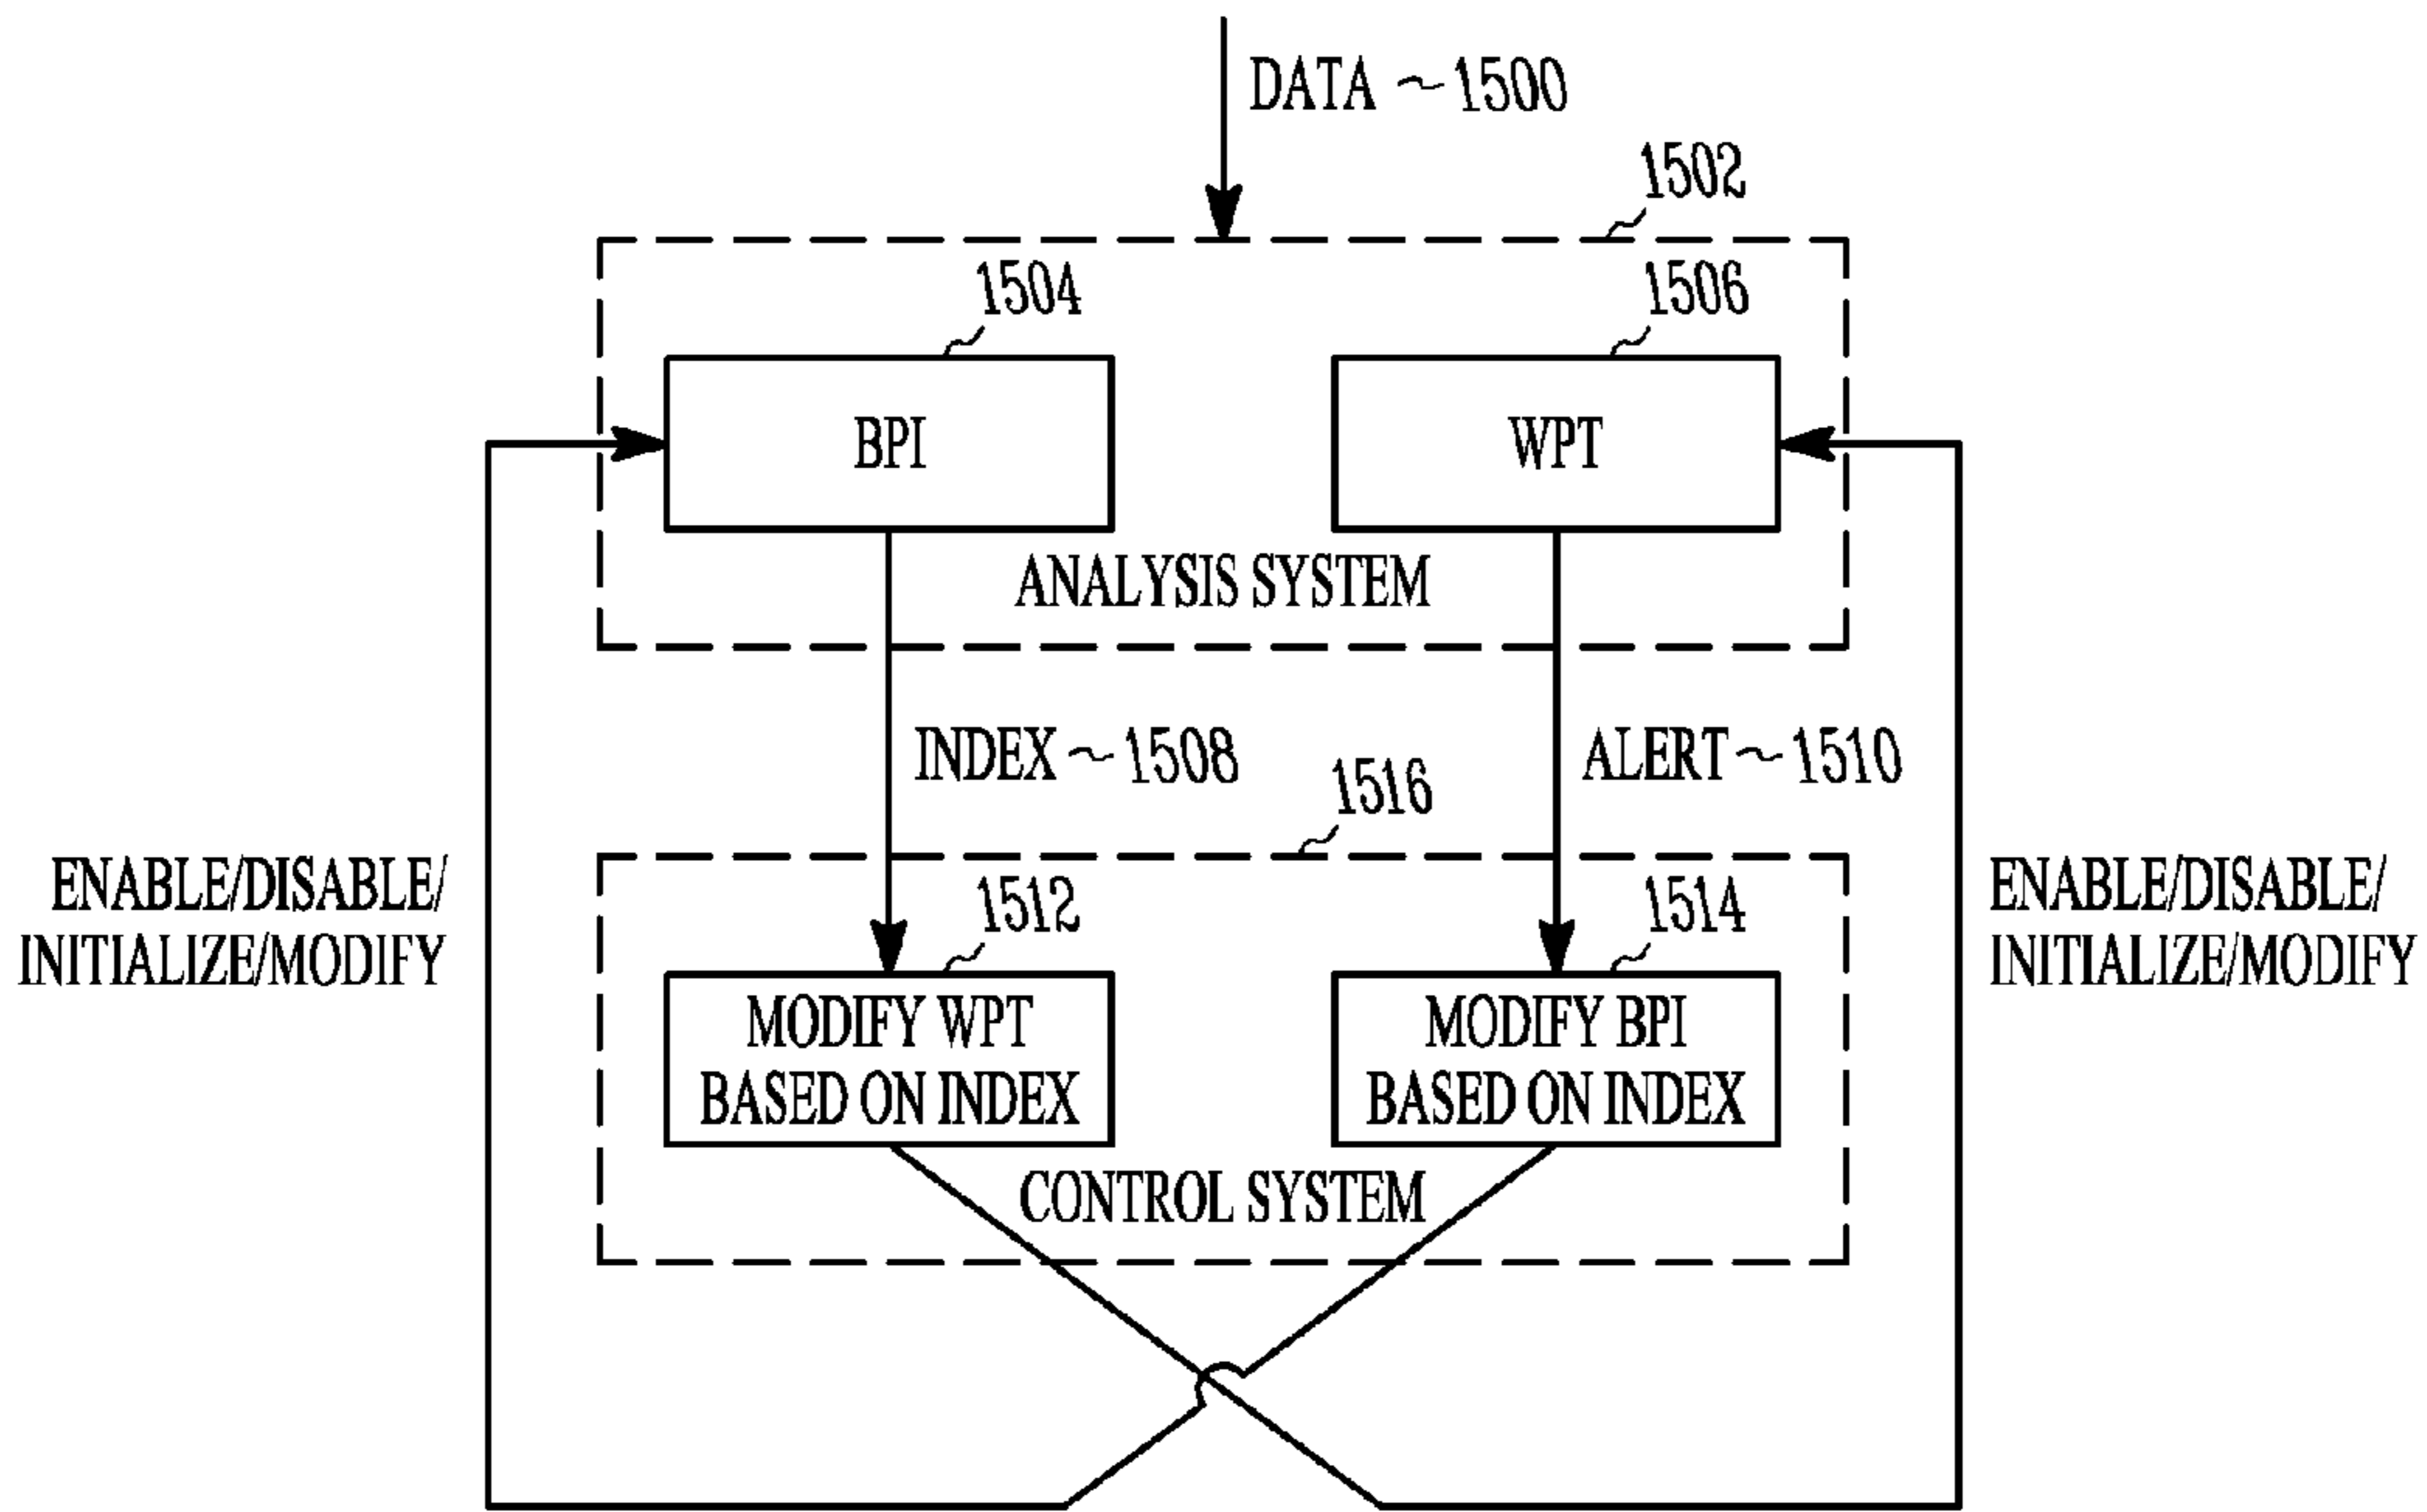 DATA ~ 1500
1502
1504
1506
BPI
WPT
ANALYSIS SYSTEM
INDEX ~ 1508
ALERT ~ 1510
1516
ENABLE/DISABLE/
INITIALIZE/MODIFY
ENABLE/DISABLE/
INITIALIZE/MODIFY
1512
1514
MODIFY WPT
BASED ON INDEX
MODIFY BPI
BASED ON INDEX
CONTROL SYSTEM